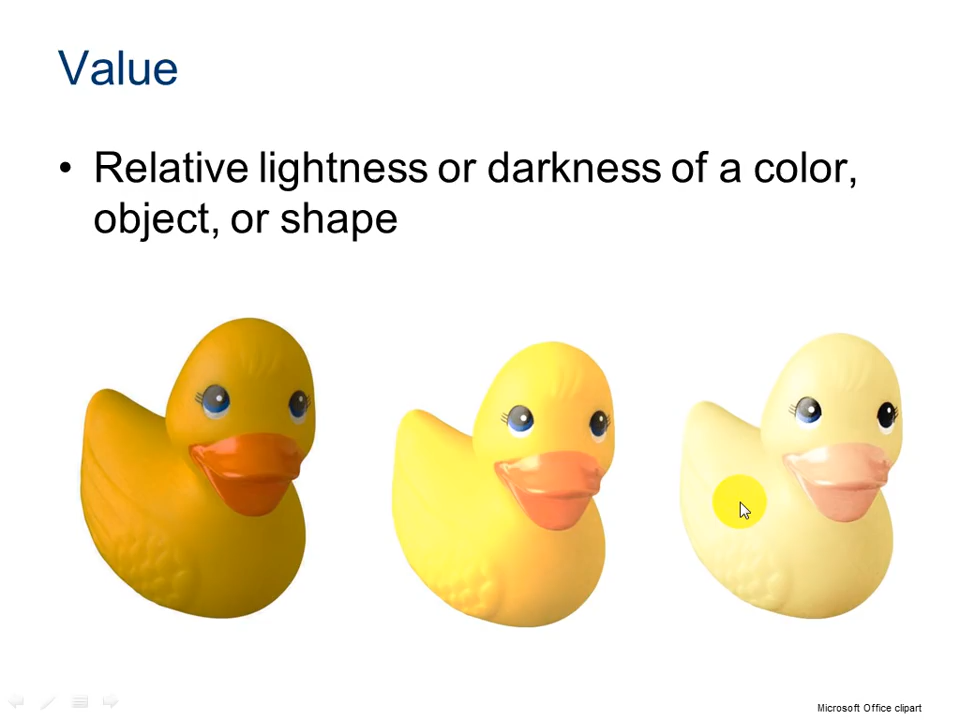 Value
• Relative lightness or darkness of a color,
object, or shape
Microsoft Office clipart